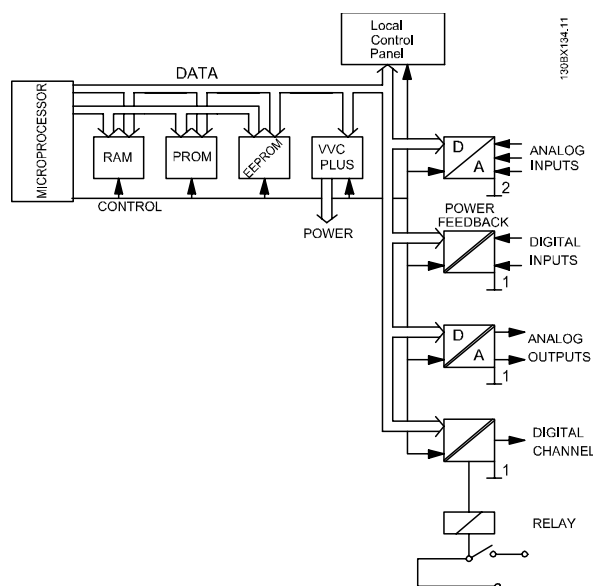 Local
Control
Panel
130BX134.11
DATA
MICROPROCESSOR
RAM
PROM
EEPROM
VVC
PLUS
CONTROL
POWER
D
A
ANALOG
INPUTS
2
POWER
FEEDBACK
DIGITAL
INPUTS
1
D
A
ANALOG
OUTPUTS
1
DIGITAL
CHANNEL
1
RELAY